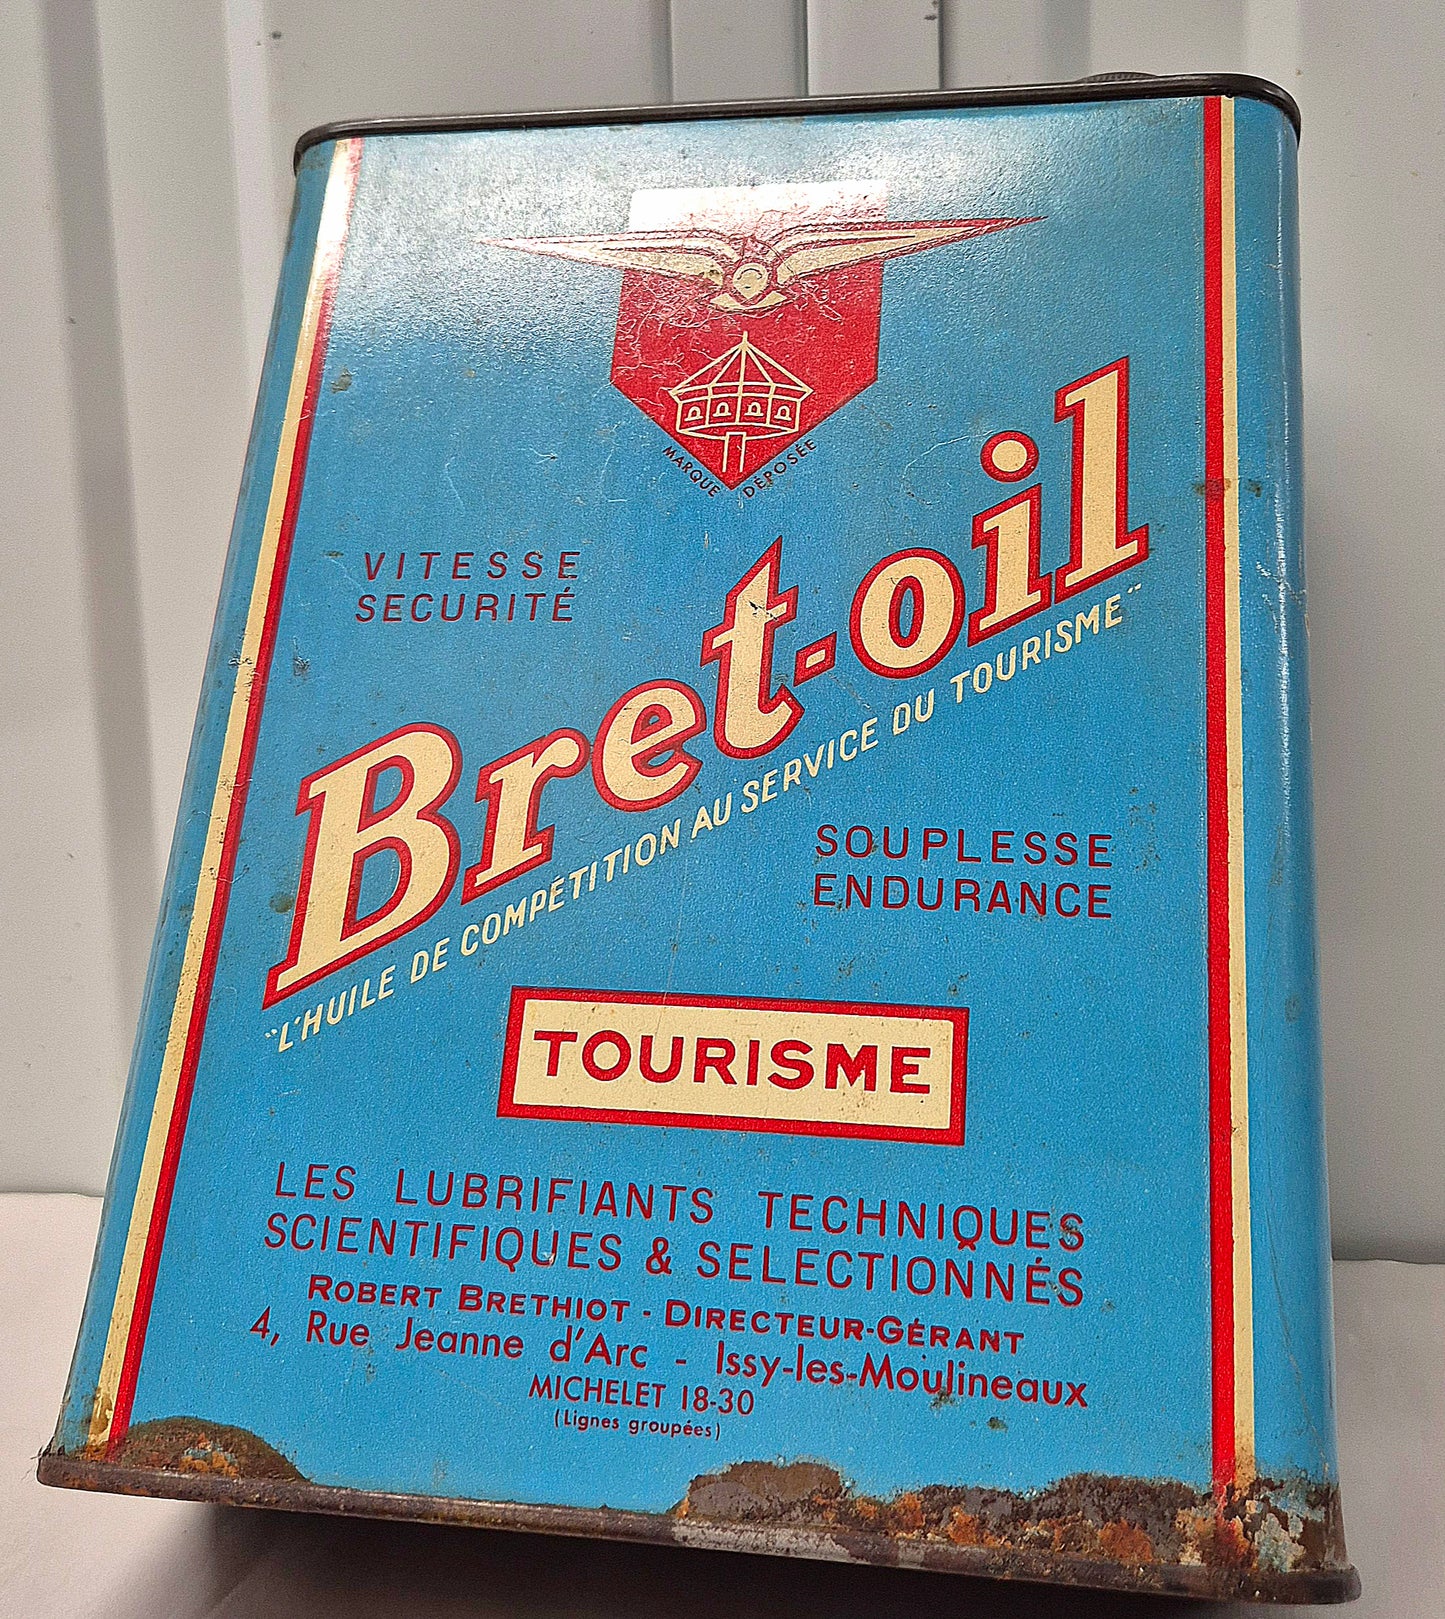 MARQUE DÉPOSÉE
VITESSE
SECURITÉ
Bret-oil
"L'HUILE DE COMPÉTITION AU SERVICE DU TOURISME"
SOUPLESSE
ENDURANCE
TOURISME
LES LUBRIFIANTS TECHNIQUES
SCIENTIFIQUES & SELECTIONNÉS
ROBERT BRETHIOT - DIRECTEUR-GÉRANT
4, Rue Jeanne d'Arc - Issy-les-Moulineaux
MICHELET 18-30
(Lignes groupées)